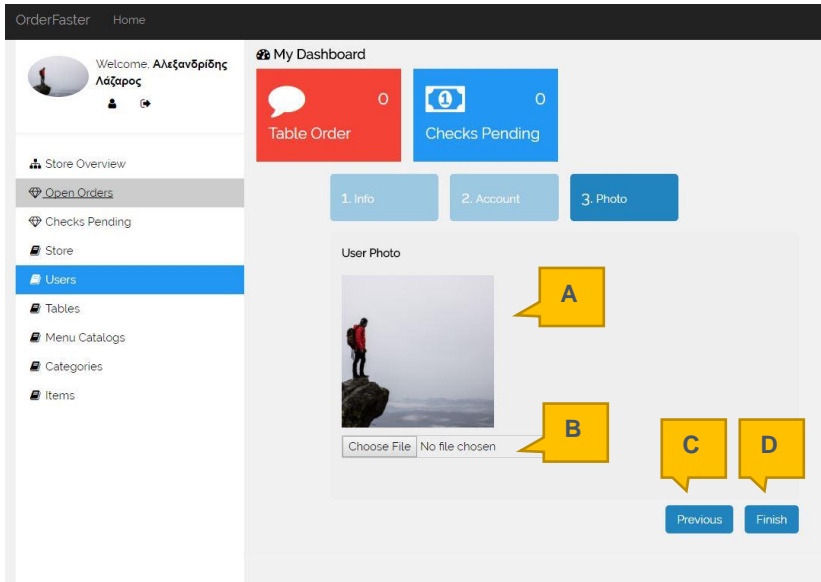 OrderFaster Home
Welcome, Αλεξανδρίδης
Λάζαρος
My Dashboard
0
Table Order
0
Checks Pending
Store Overview
Open Orders
Checks Pending
Store
Users
Tables
Menu Catalogs
Categories
Items
1. Info
2. Account
3. Photo
User Photo
A
Choose File No file chosen
B
C
D
Previous
Finish